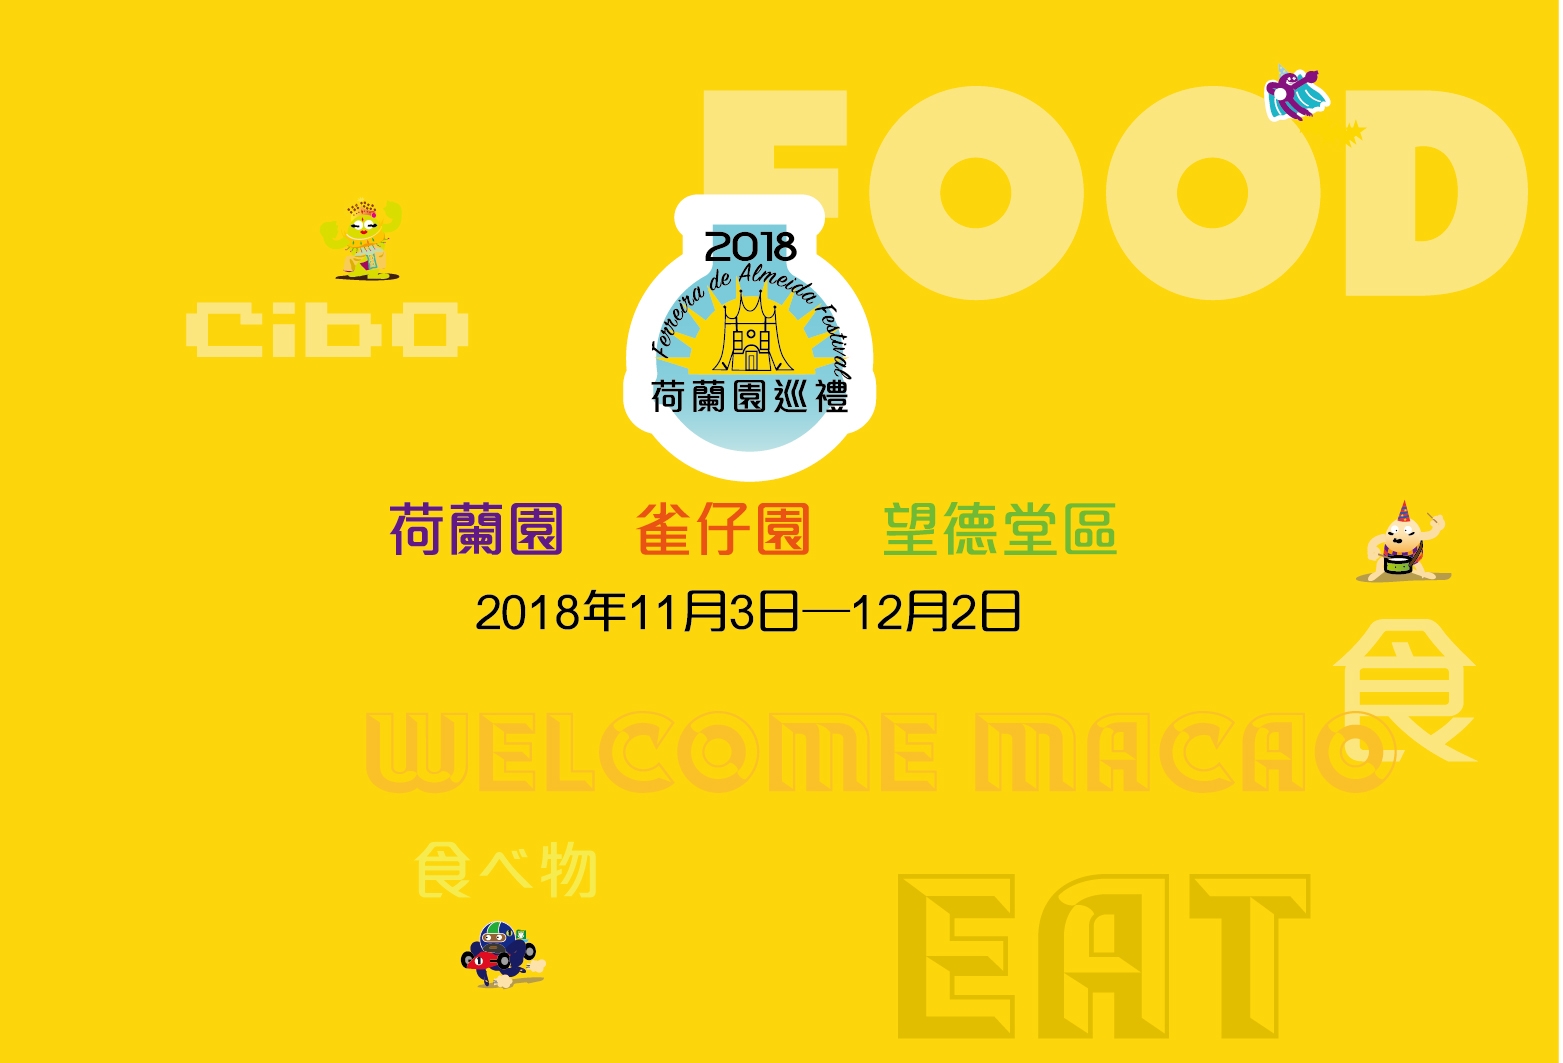 FOOD
CibO
2018
Ferreira de Almeida Festival
荷蘭園巡禮
荷蘭園 雀仔園 望德堂區
2018年11月3日—12月2日
食
WELCOME MACAO
食べ物
EAT